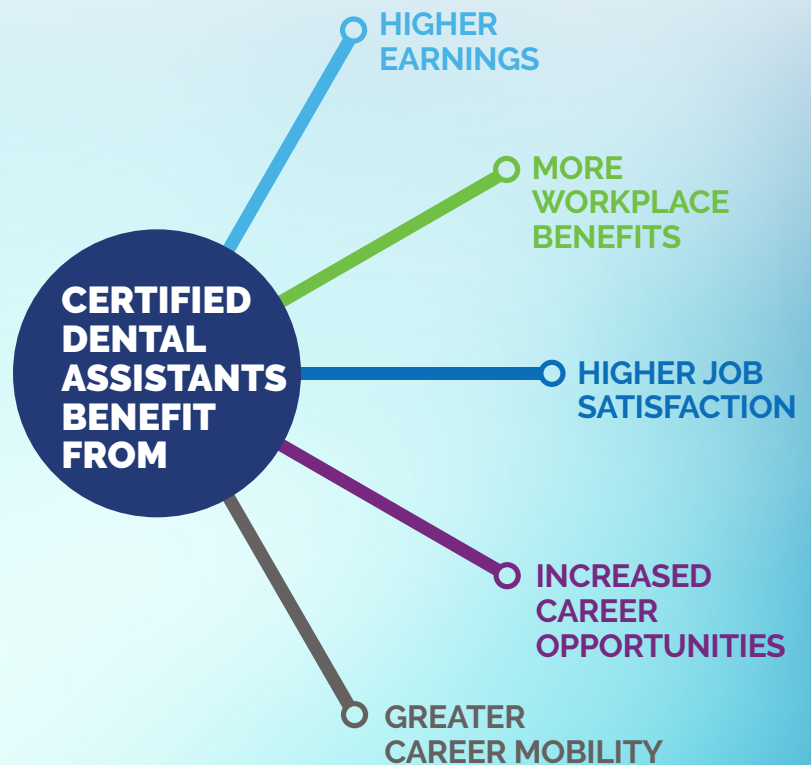 HIGHER
EARNINGS
MORE
WORKPLACE
BENEFITS
CERTIFIED
DENTAL
ASSISTANTS
BENEFIT
FROM
HIGHER JOB
SATISFACTION
INCREASED
CAREER
OPPORTUNITIES
GREATER
CAREER MOBILITY